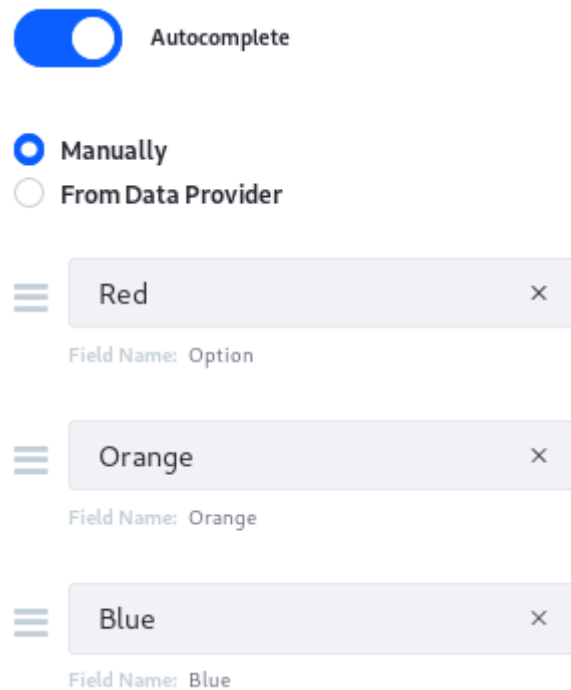 Autocomplete
Manually
From Data Provider
Red
Field Name: Option
Orange
Field Name: Orange
Blue
Field Name: Blue